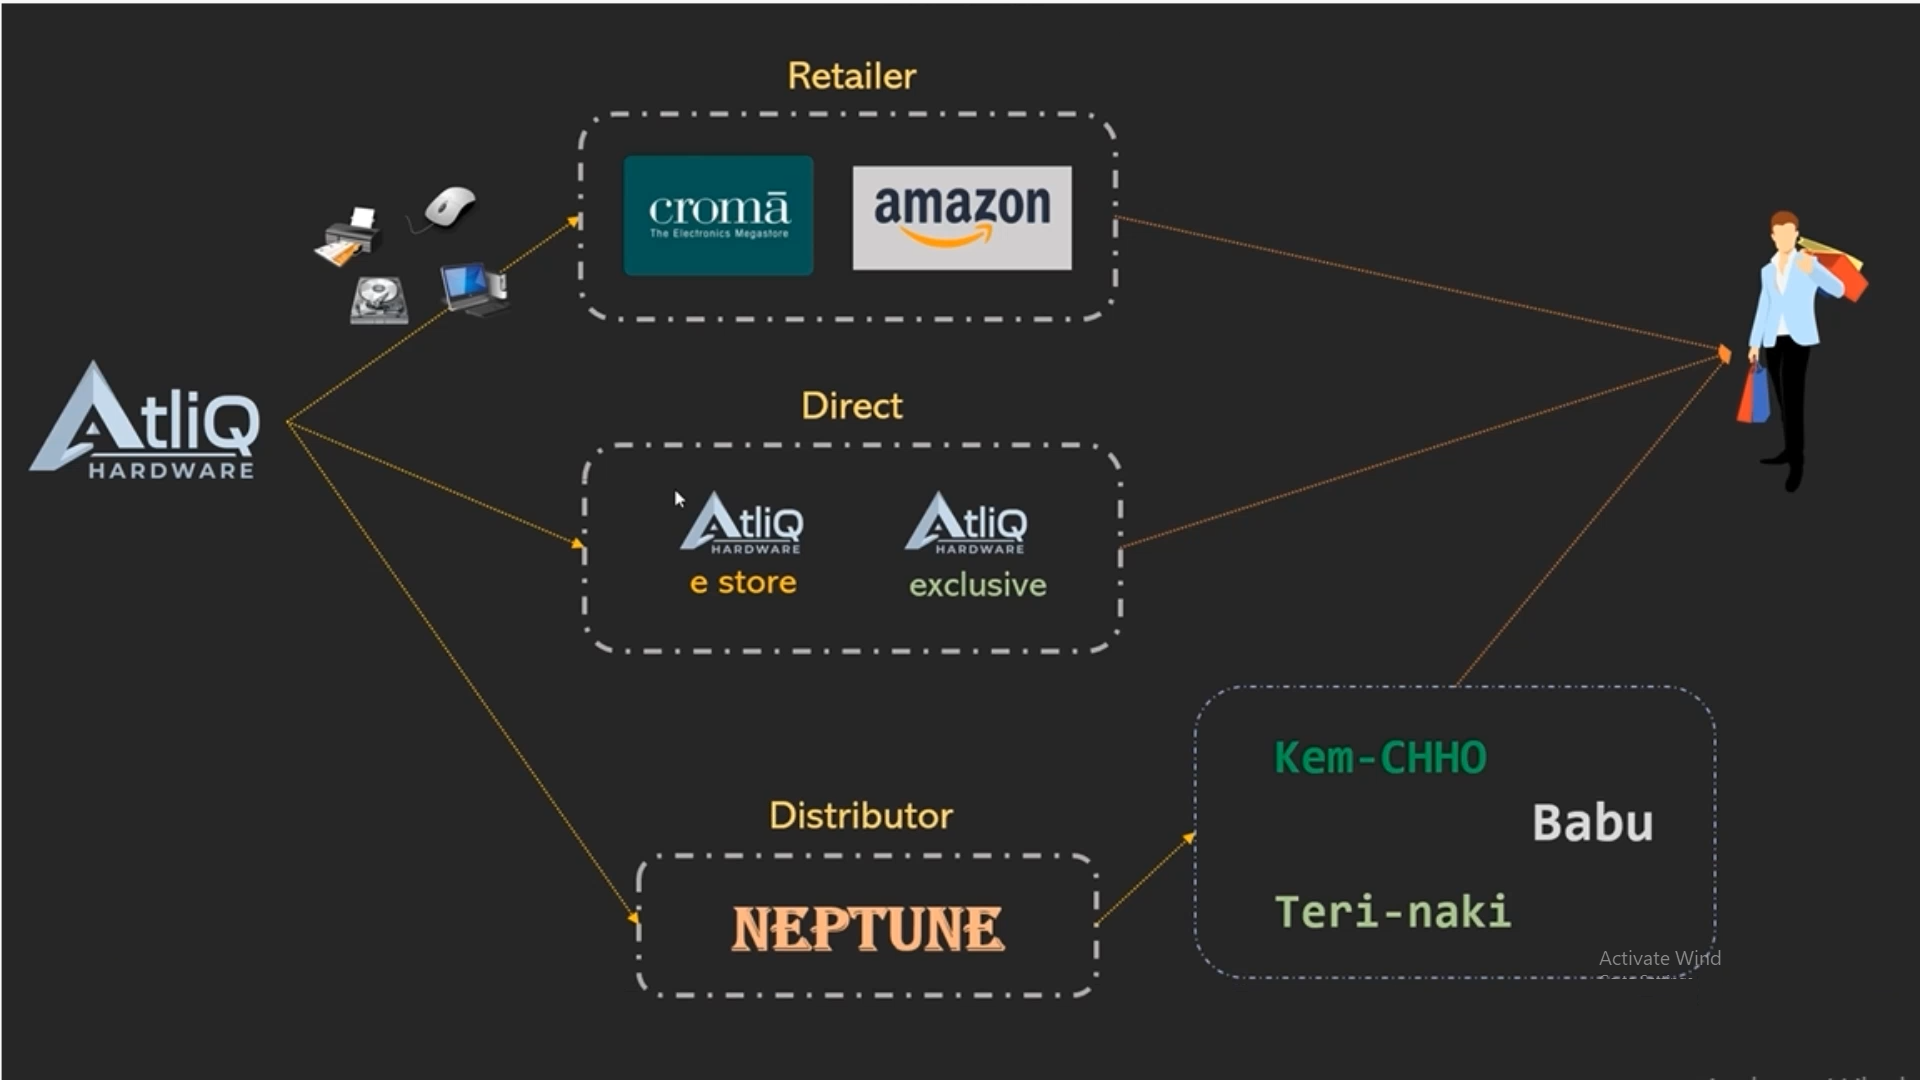 Retailer
cromā
The Electronics Megastore
amazon
AtliQ
HARDWARE
Direct
AtliQ
HARDWARE
e store
AtliQ
HARDWARE
exclusive
Distributor
NEPTUNE
Kem-CHHO
Babu
Teri-naki
Activate Wind